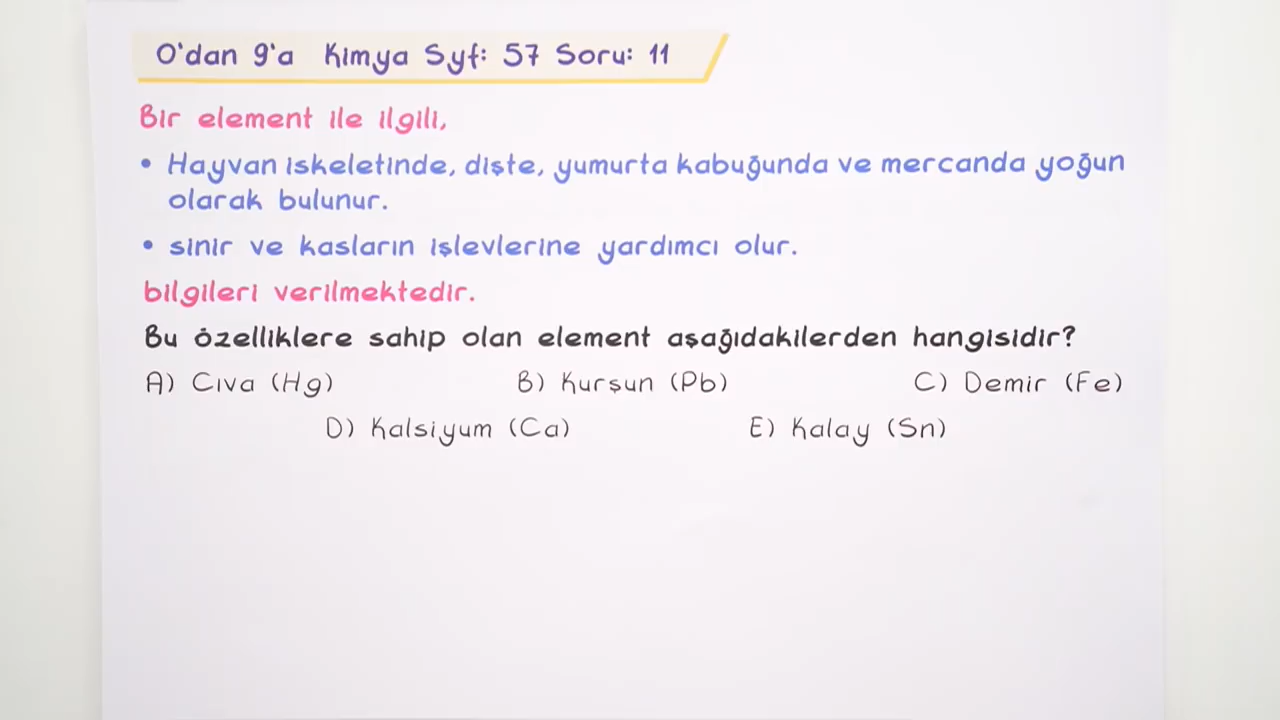 0'dan 9'a Kimya Syf: 57 Soru: 11
Bir element ile ilgili,
• Hayvan iskeletinde, dişte, yumurta kabuğunda ve mercanda yoğun
olarak bulunur.
• sinir ve kasların işlevlerine yardımcı olur.
bilgileri verilmektedir.
Bu özelliklere sahip olan element aşağıdakilerden hangisidir?
A) Cıva (Hg) B) Kurşun (Pb) C) Demir (Fe)
D) Kalsiyum (Ca) E) Kalay (Sn)